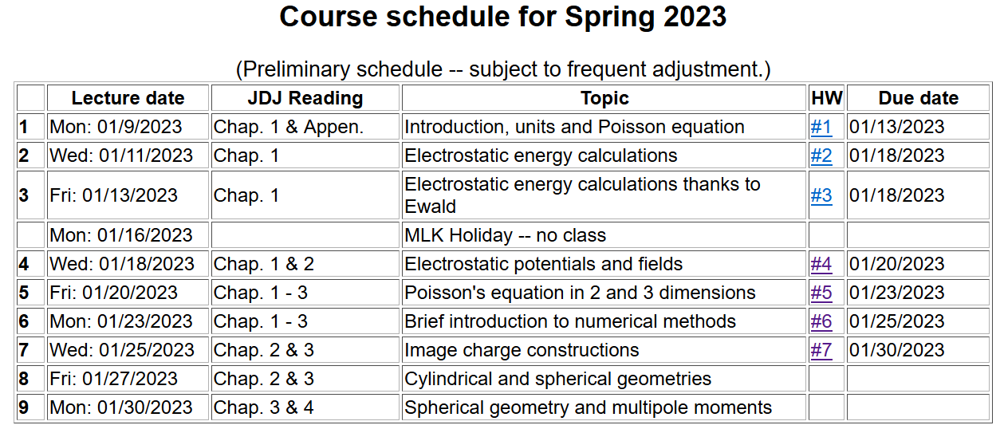 Course schedule for Spring 2023
(Preliminary schedule -- subject to frequent adjustment.)
Lecture date JDJ Reading Topic HW Due date
1 Mon: 01/9/2023 Chap. 1 & Appen. Introduction, units and Poisson equation #1 01/13/2023
2 Wed: 01/11/2023 Chap. 1 Electrostatic energy calculations #2 01/18/2023
3 Fri: 01/13/2023 Chap. 1 Electrostatic energy calculations thanks to #3 01/18/2023
Ewald
Mon: 01/16/2023 MLK Holiday -- no class
4 Wed: 01/18/2023 Chap. 1 & 2 Electrostatic potentials and fields #4 01/20/2023
5 Fri: 01/20/2023 Chap. 1 - 3 Poisson's equation in 2 and 3 dimensions #5 01/23/2023
6 Mon: 01/23/2023 Chap. 1 - 3 Brief introduction to numerical methods #6 01/25/2023
7 Wed: 01/25/2023 Chap. 2 & 3 Image charge constructions #7 01/30/2023
8 Fri: 01/27/2023 Chap. 2 & 3 Cylindrical and spherical geometries
9 Mon: 01/30/2023 Chap. 3 & 4 Spherical geometry and multipole moments